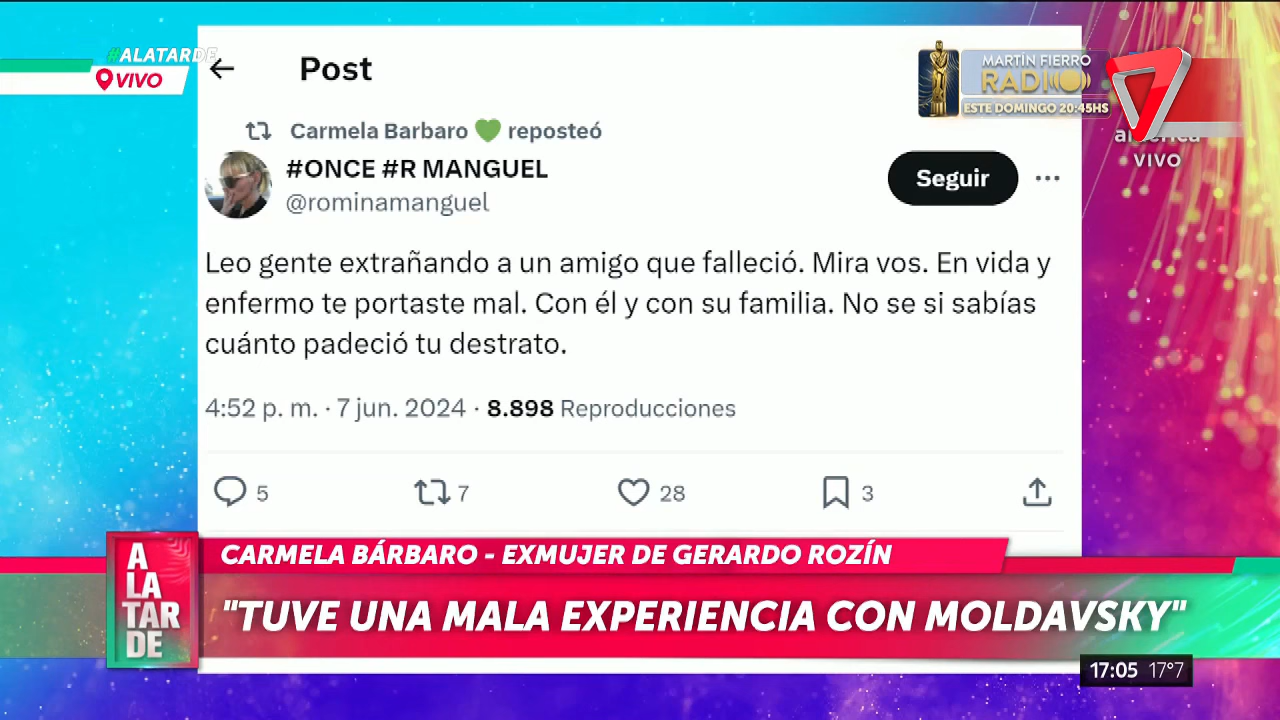 #ALATARDE
VIVO
←
Post
MARTÍN FIERRO
RADIO
ESTE DOMINGO 20:45HS
américa
VIVO
Carmela Barbaro 💚 reposteó
#ONCE #R MANGUEL
@rominamanguel
Seguir
...
Leo gente extrañando a un amigo que falleció. Mira vos. En vida y
enfermo te portaste mal. Con él y con su familia. No se si sabías
cuánto padeció tu destrato.
4:52 p. m. · 7 jun. 2024 · 8.898 Reproducciones
5 7 28 3
A
LA
TAR
DE
CARMELA BÁRBARO - EXMUJER DE GERARDO ROZÍN
"TUVE UNA MALA EXPERIENCIA CON MOLDAVSKY"
17:05 17°7